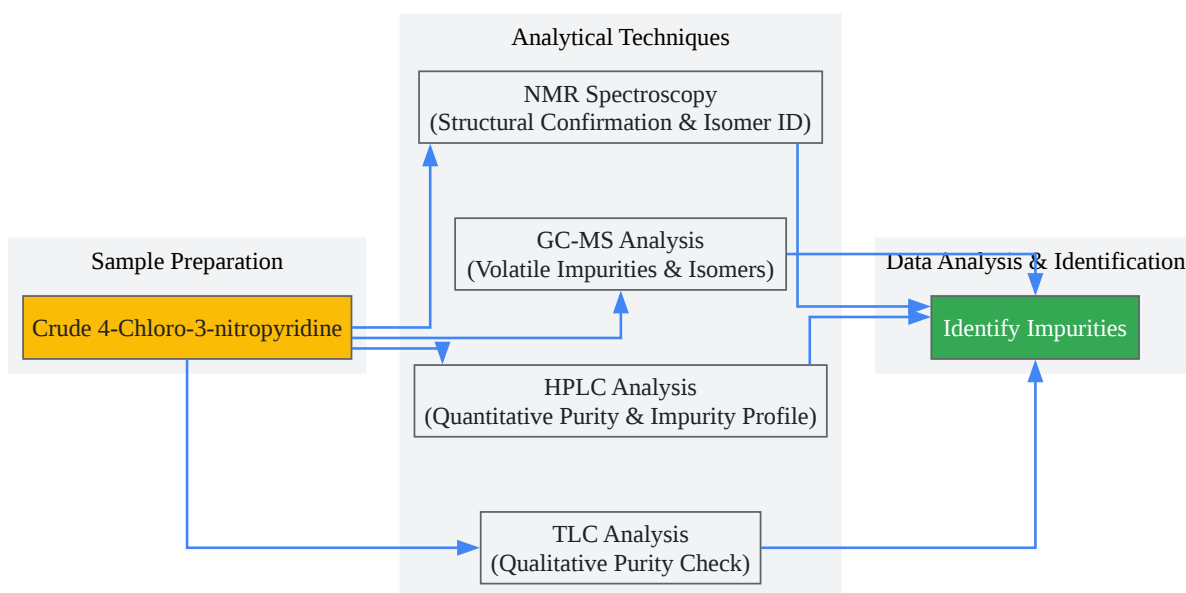 Analytical Techniques
NMR Spectroscopy
(Structural Confirmation & Isomer ID)
GC-MS Analysis
(Volatile Impurities & Isomers)
Sample Preparation
Data Analysis & Identification
Crude 4-Chloro-3-nitropyridine
Identify Impurities
HPLC Analysis
(Quantitative Purity & Impurity Profile)
TLC Analysis
(Qualitative Purity Check)